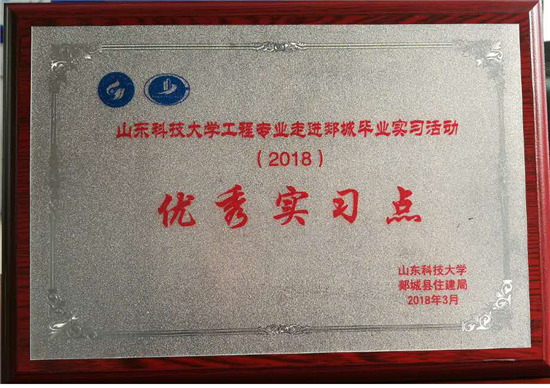 山东科技大学工程专业走进郯城毕业实习活动
（2018）
优秀实习点
山东科技大学
郯城县住建局
2018年3月